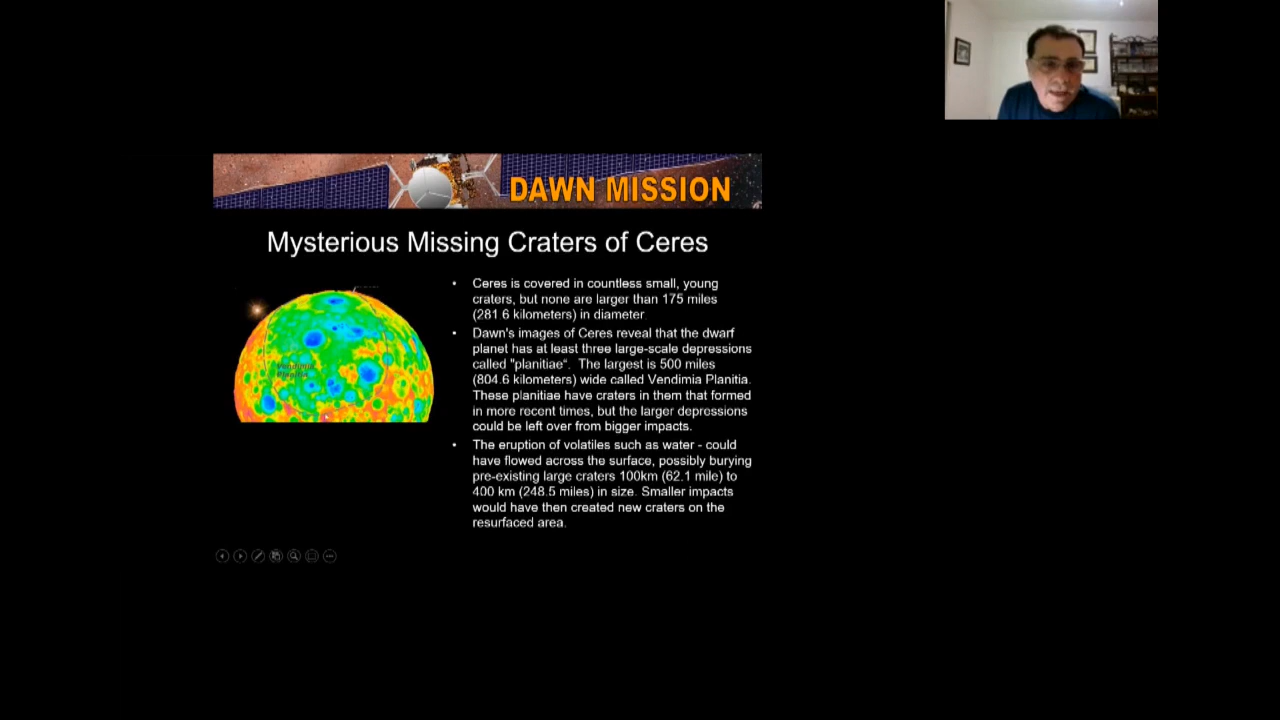 DAWN MISSION
Mysterious Missing Craters of Ceres
• Ceres is covered in countless small, young
craters, but none are larger than 175 miles
(281.6 kilometers) in diameter.
• Dawn's images of Ceres reveal that the dwarf
planet has at least three large-scale depressions
called "planitiae". The largest is 500 miles
(804.6 kilometers) wide called Vendimia Planitia.
These planitiae have craters in them that formed
in more recent times, but the larger depressions
could be left over from bigger impacts.
• The eruption of volatiles such as water - could
have flowed across the surface, possibly burying
pre-existing large craters 100km (62.1 mile) to
400 km (248.5 miles) in size. Smaller impacts
would have then created new craters on the
resurfaced area.
Vendimia
Planitia